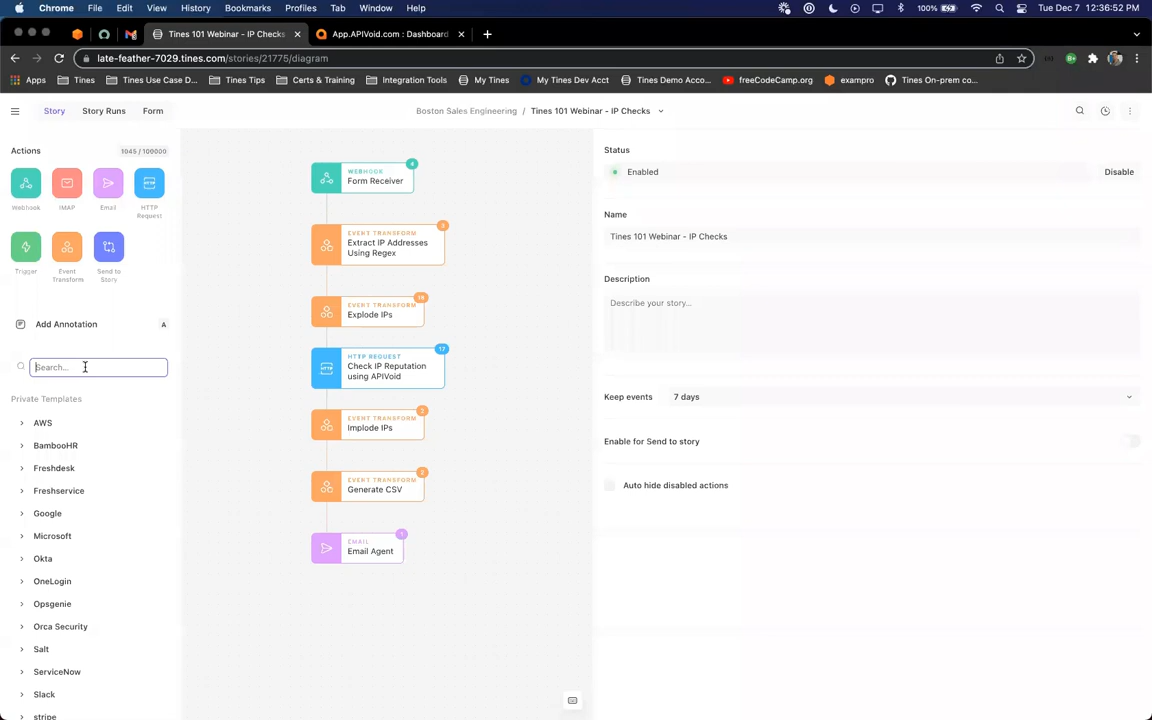 Chrome File Edit View History Bookmarks Profiles Tab Window Help 100% Tue Dec 7 12:36:52 PM
Tines 101 Webinar - IP Checks App.APIVoid.com : Dashboard
late-feather-7029.tines.com/stories/21775/diagram
Apps Tines Tines Use Case D... Tines Tips Certs & Training Integration Tools My Tines My Tines Dev Acct Tines Demo Acco... freeCodeCamp.org exampro Tines On-prem co...
Story Story Runs Form Boston Sales Engineering / Tines 101 Webinar - IP Checks
Actions 1045 / 100000
Webhook IMAP Email HTTP Request
Trigger Event Transform Send to Story
Add Annotation A
Search...
Private Templates
AWS
BambooHR
Freshdesk
Freshservice
Google
Microsoft
Okta
OneLogin
Opsgenie
Orca Security
Salt
ServiceNow
Slack
stripe
WEBHOOK
Form Receiver
EVENT TRANSFORM
Extract IP Addresses
Using Regex
EVENT TRANSFORM
Explode IPs
HTTP REQUEST 17
Check IP Reputation
using APIVoid
EVENT TRANSFORM
Implode IPs
EVENT TRANSFORM
Generate CSV
EMAIL
Email Agent
Status
Enabled Disable
Name
Tines 101 Webinar - IP Checks
Description
Describe your story...
Keep events 7 days
Enable for Send to story
Auto hide disabled actions